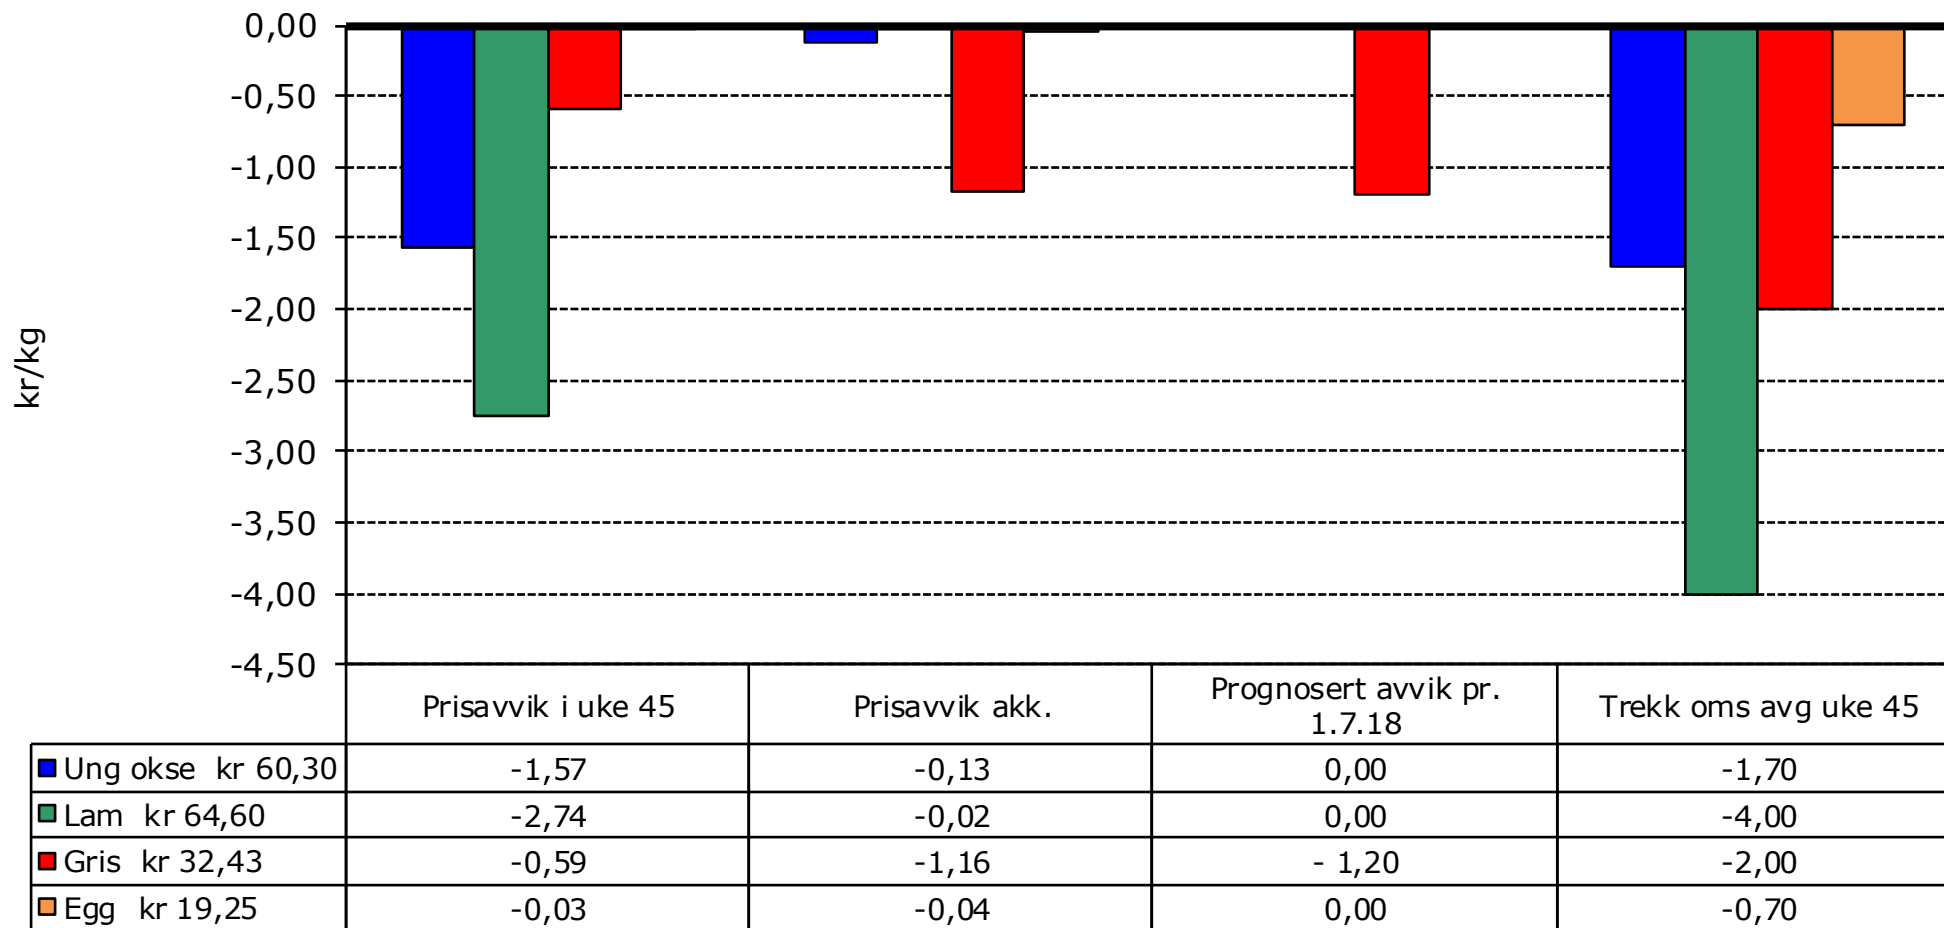 0,00
-0,50
-1,00
-1,50
-2,00
-2,50
-3,00
-3,50
-4,00
-4,50
kr/kg
Prisavvik i uke 45 Prisavvik akk. Prognosert avvik pr. 1.7.18 Trekk oms avg uke 45
Ung okse kr 60,30 -1,57 -0,13 0,00 -1,70
Lam kr 64,60 -2,74 -0,02 0,00 -4,00
Gris kr 32,43 -0,59 -1,16 - 1,20 -2,00
Egg kr 19,25 -0,03 -0,04 0,00 -0,70